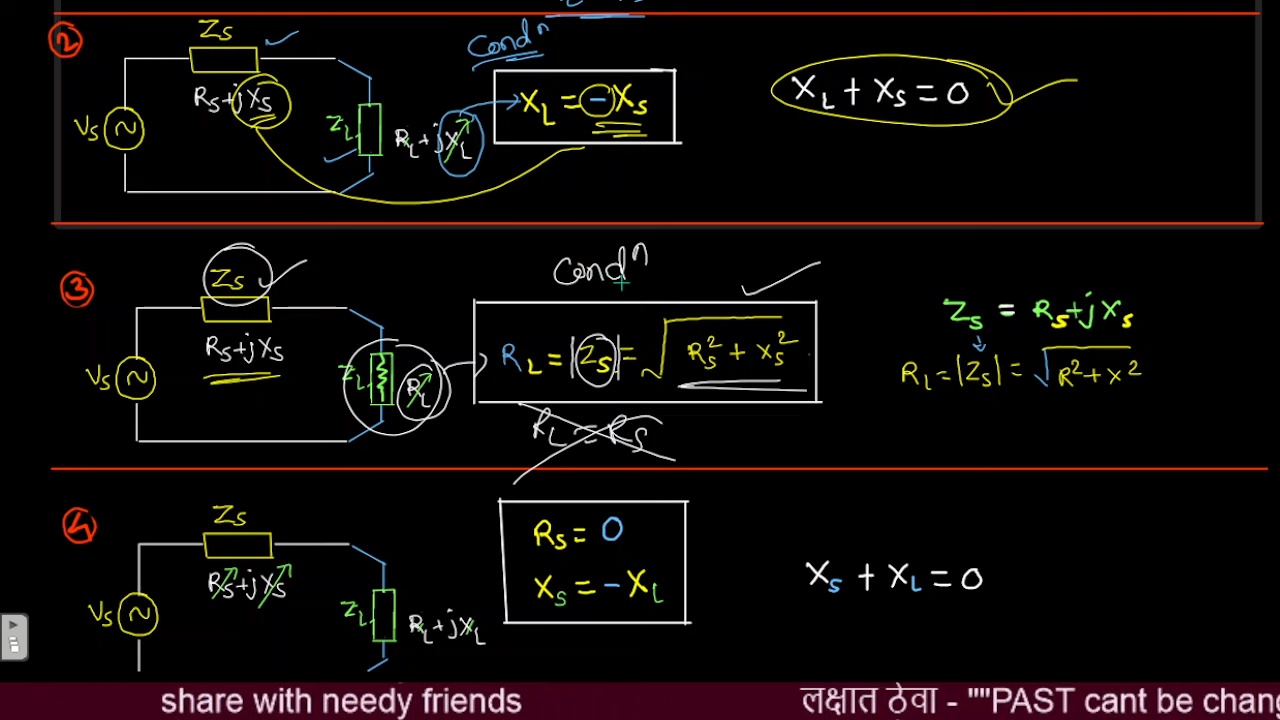 ②
Zs
Rs+jXs
Vs
ZL
RL+jXL
Condⁿ
XL = -Xs
XL + Xs = 0
③
Zs
Rs+jXs
Vs
ZL
RL
Condⁿ
RL = |Zs| = √Rs² + Xs²
RL = Rs
Zs = Rs+jXs
RL = |Zs| = √R²+X²
④
Zs
Rs+jXs
Vs
ZL
RL+jXL
Rs = 0
Xs = -XL
Xs + XL = 0
share with needy friends
लक्षात ठेवा - ""PAST cant be chang